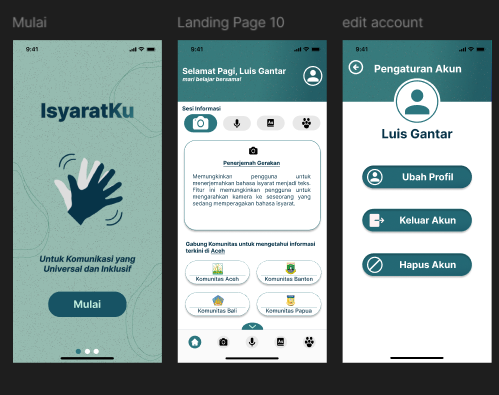 Mulai
Landing Page 10
edit account
9:41
IsyaratKu
Untuk Komunikasi yang
Universal dan Inklusif
Mulai
9:41
Selamat Pagi, Luis Gantar
mari belajar bersama!
Sesi Informasi
Penerjemah Gerakan
Memungkinkan pengguna untuk
menerjemahkan bahasa isyarat menjadi teks.
Fitur ini memungkinkan pengguna untuk
mengarahkan kamera ke seseorang yang
sedang memperagakan bahasa isyarat.
Gabung Komunitas untuk mengetahui informasi
terkini di Aceh
Komunitas Aceh
Komunitas Banten
Komunitas Bali
Komunitas Papua
9:41
Pengaturan Akun
Luis Gantar
Ubah Profil
Keluar Akun
Hapus Akun